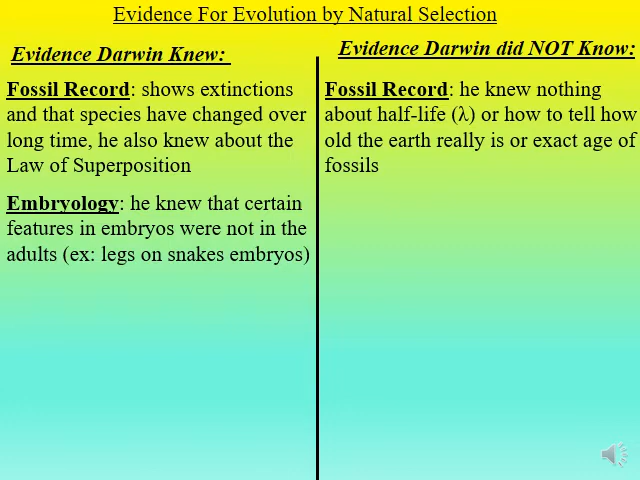 Evidence For Evolution by Natural Selection
Evidence Darwin Knew:
Fossil Record: shows extinctions
and that species have changed over
long time, he also knew about the
Law of Superposition
Embryology: he knew that certain
features in embryos were not in the
adults (ex: legs on snakes embryos)
Evidence Darwin did NOT Know:
Fossil Record: he knew nothing
about half-life (λ) or how to tell how
old the earth really is or exact age of
fossils